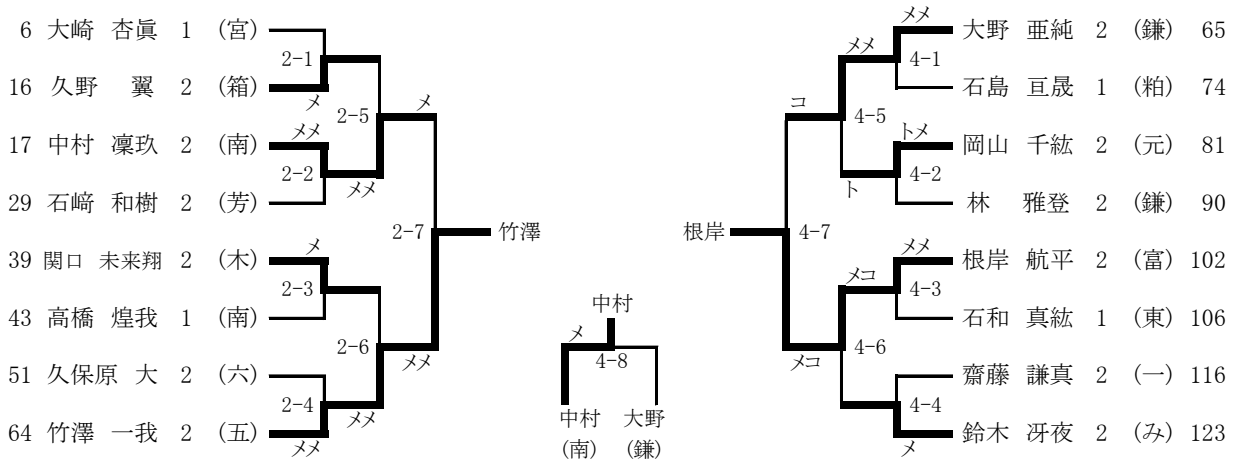 6 大崎 杏眞 1 (宮)
2-1
16 久野 翼 2 (箱)
メ
2-5
メ
メメ
17 中村 凜玖 2 (南)
2-2
メメ
29 石﨑 和樹 2 (芳)
2-7
竹澤
メ
39 関口 未来翔 2 (木)
2-3
43 高橋 煌我 1 (南)
2-6
メメ
51 久保原 大 2 (六)
2-4
メメ
64 竹澤 一我 2 (五)
メメ
中村
メ
4-8
中村
(南)
大野
(鎌)
メメ
大野 亜純 2 (鎌) 65
メメ
4-1
石島 亘晟 1 (粕) 74
コ
4-5
トメ
岡山 千紘 2 (元) 81
4-2
ト
林 雅登 2 (鎌) 90
根岸
4-7
メメ
根岸 航平 2 (富) 102
メコ
4-3
石和 真紘 1 (東) 106
メコ
4-6
齋藤 謙真 2 (一) 116
4-4
鈴木 冴夜 2 (み) 123
メ